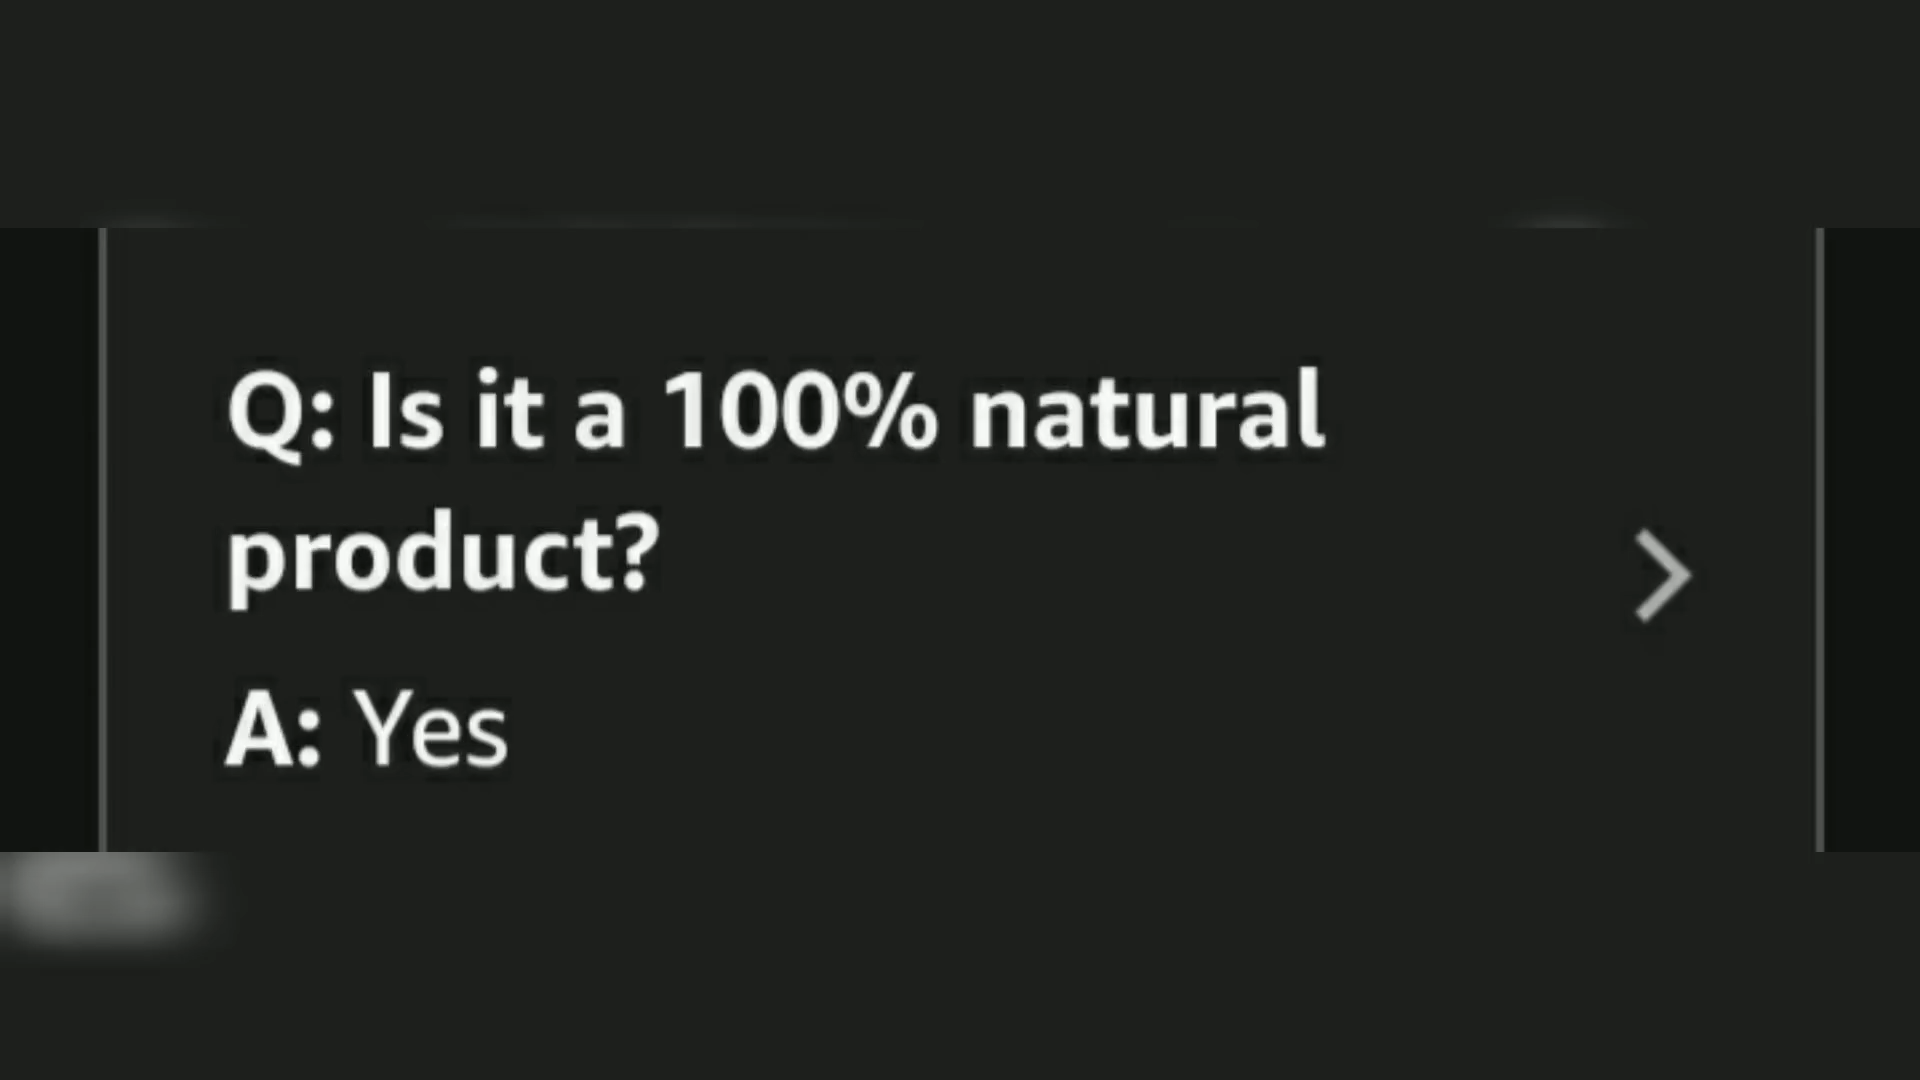 Q: Is it a 100% natural
product?
A: Yes